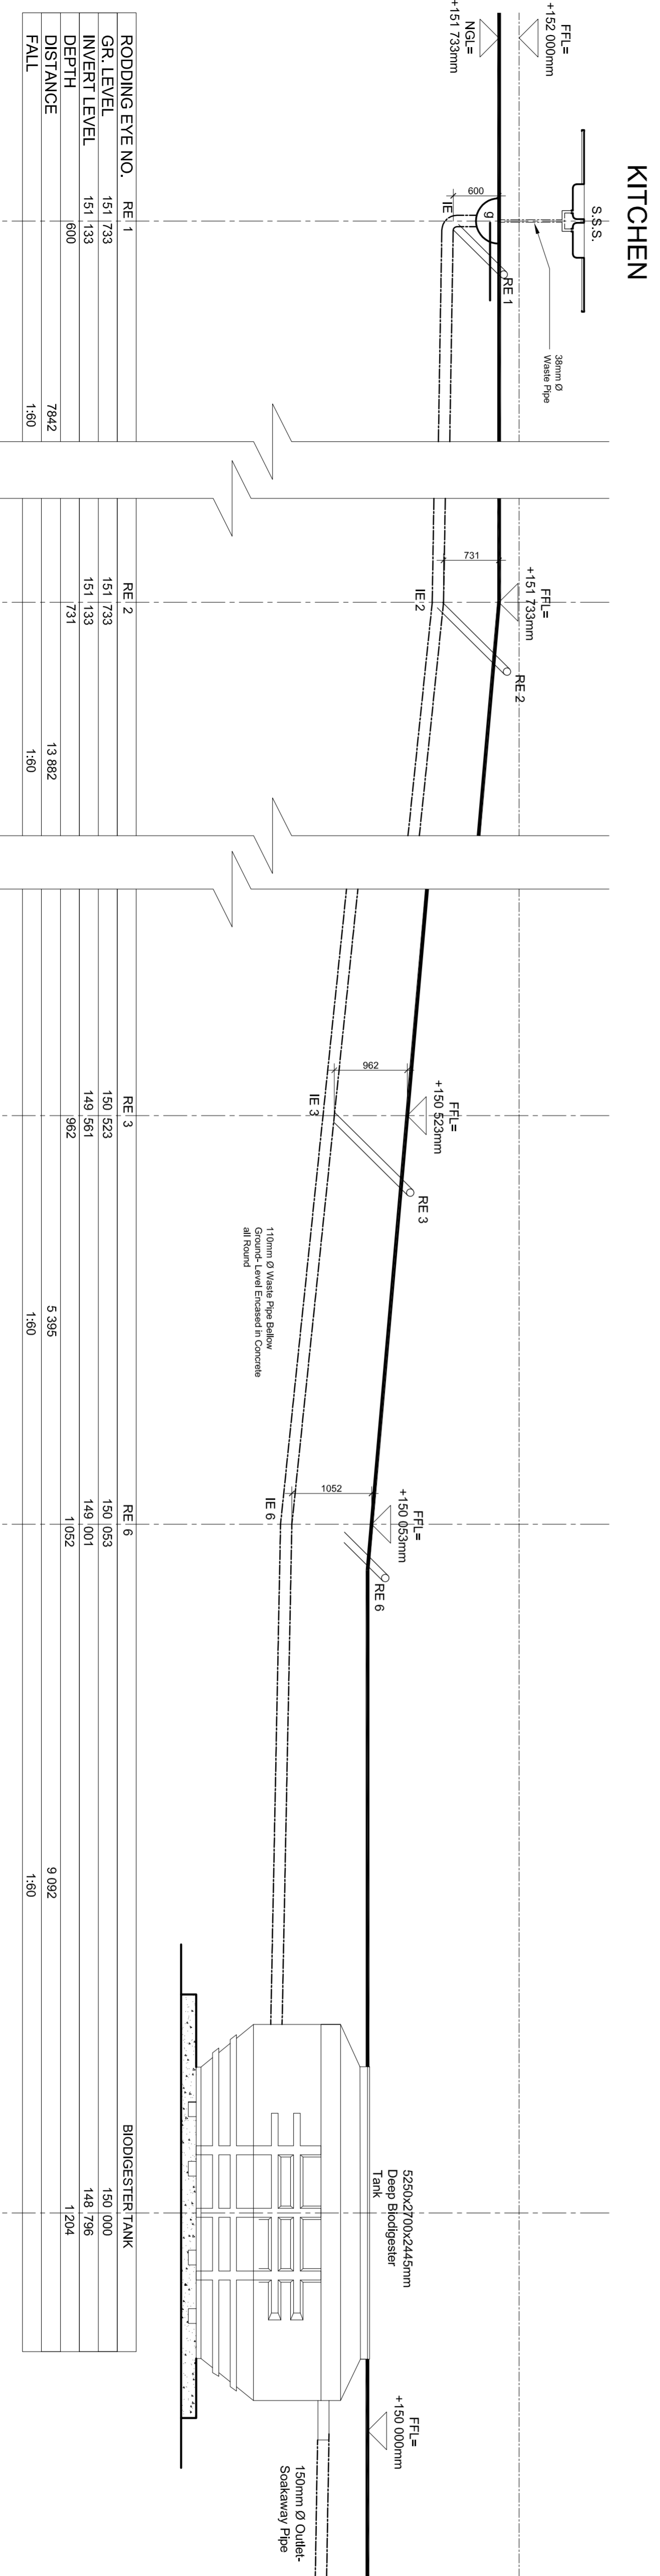 KITCHEN
S.S.S.
FFL=
+152 000mm
NGL=
+151 733mm
38mm Ø
Waste Pipe
600
g
IE
RE 1
731
FFL=
+151 733mm
IE 2
RE 2
962
FFL=
+150 523mm
IE 3
RE 3
110mm Ø Waste Pipe Bellow
Ground- Level Encased in Concrete
all Round
1052
FFL=
+150 053mm
IE 6
RE 6
5250x2700x2445mm
Deep Biodigester
Tank
FFL=
+150 000mm
150mm Ø Outlet-
Soakaway Pipe
RODDING EYE NO. RE 1 RE 2 RE 3 RE 6 BIODIGESTER TANK
GR. LEVEL 151 733 151 733 150 523 150 053 150 000
INVERT LEVEL 151 133 151 133 149 561 149 001 148 796
DEPTH 600 731 962 1 052 1 204
DISTANCE 7842 13 882 5 395 9 092
FALL 1:60 1:60 1:60 1:60